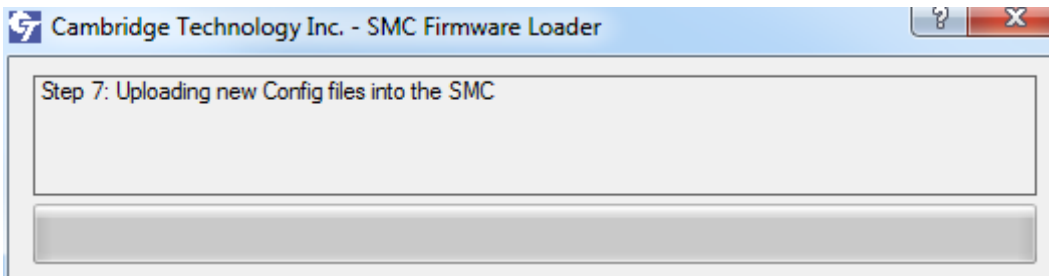 Cambridge Technology Inc. - SMC Firmware Loader
Step 7: Uploading new Config files into the SMC